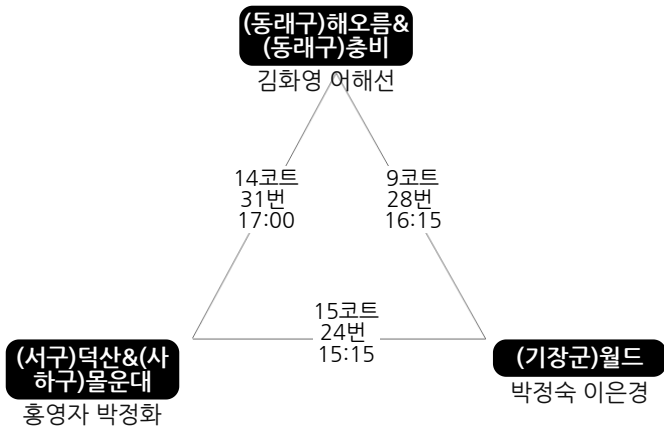 (동래구)해오름&
(동래구)충비
김화영 어해선
14코트
31번
17:00
9코트
28번
16:15
15코트
24번
15:15
(서구)덕산&(사
하구)몰운대
홍영자 박정화
(기장군)월드
박정숙 이은경